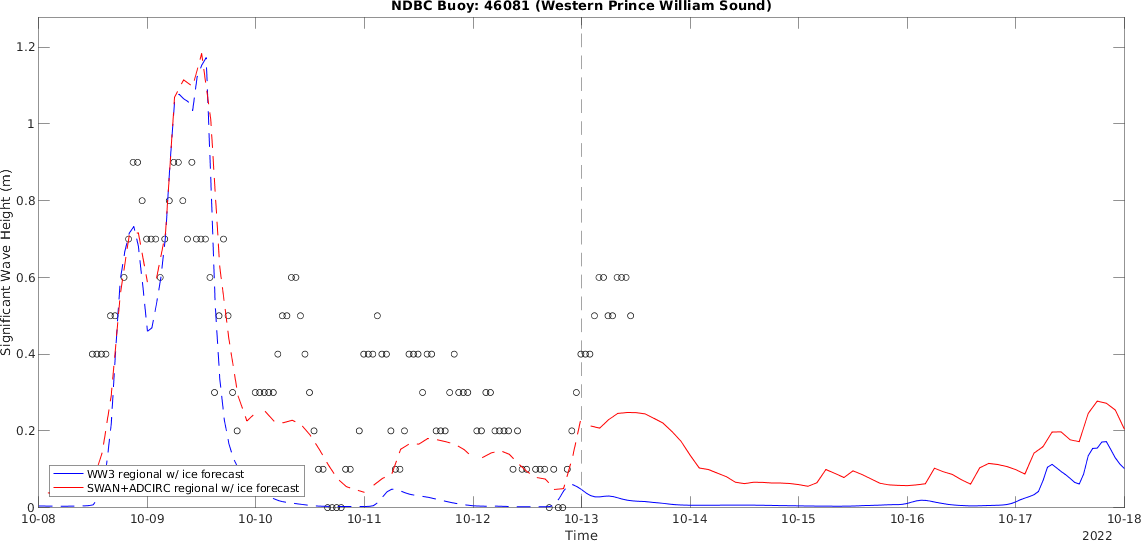 NDBC Buoy: 46081 (Western Prince William Sound)
Significant Wave Height (m)
1.2
1
0.8
0.6
0.4
0.2
0
WW3 regional w/ ice forecast
SWAN+ADCIRC regional w/ ice forecast
10-08 10-09 10-10 10-11 10-12 10-13 10-14 10-15 10-16 10-17 10-18
Time
2022